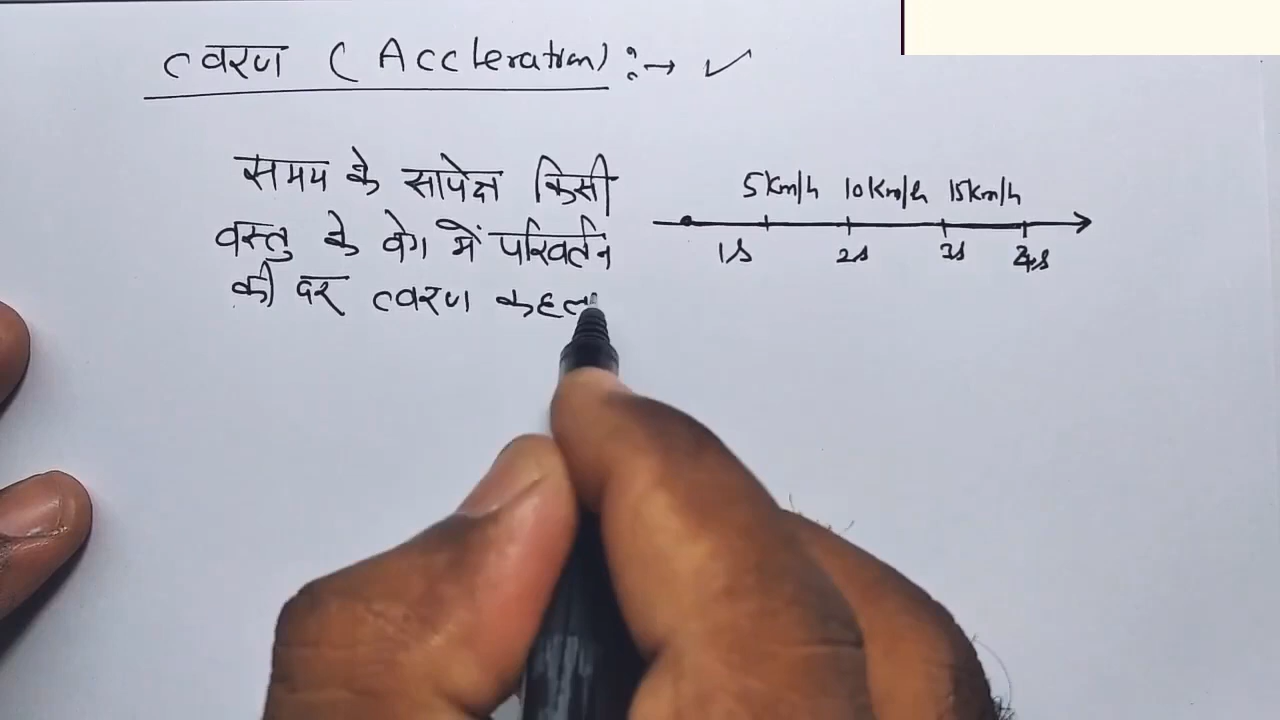 त्वरण ( Accleration) :→ ✓
समय के सापेक्ष किसी
वस्तु के वेग में परिवर्तन
की दर त्वरण कहला
5Km/h 10Km/h 15Km/h
1s 2s 3s 4s